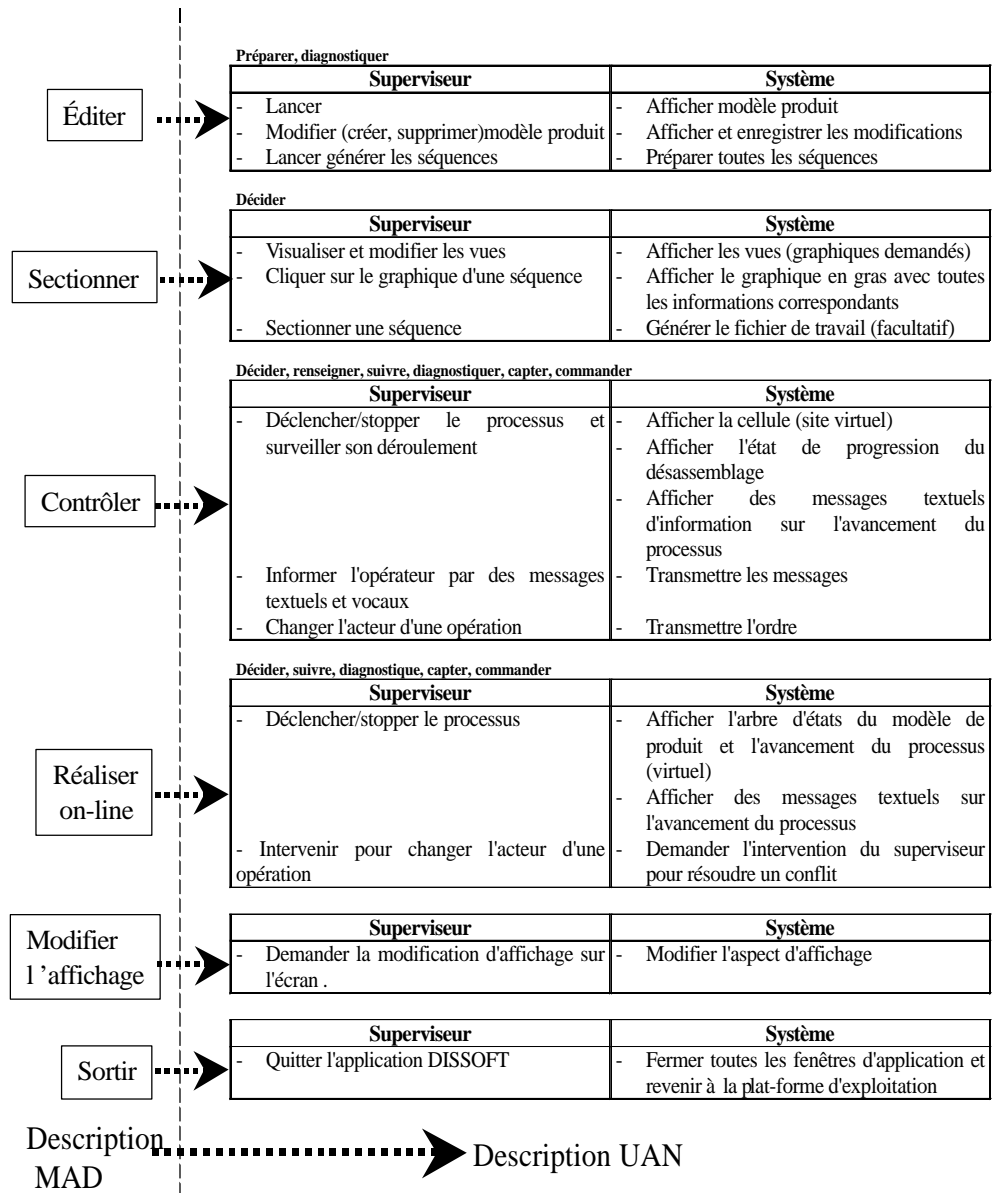 Préparer, diagnostiquer
Éditer
Superviseur Système
- Lancer - Afficher modèle produit
- Modifier (créer, supprimer)modèle produit - Afficher et enregistrer les modifications
- Lancer générer les séquences - Préparer toutes les séquences
Décider
Sectionner
Superviseur Système
- Visualiser et modifier les vues - Afficher les vues (graphiques demandés)
- Cliquer sur le graphique d'une séquence - Afficher le graphique en gras avec toutes
les informations correspondants
- Sectionner une séquence - Générer le fichier de travail (facultatif)
Décider, renseigner, suivre, diagnostiquer, capter, commander
Contrôler
Superviseur Système
- Déclencher/stopper le processus et - Afficher la cellule (site virtuel)
surveiller son déroulement - Afficher l'état de progression du
désassemblage
- Afficher des messages textuels
d'information sur l'avancement du
processus
- Informer l'opérateur par des messages - Transmettre les messages
textuels et vocaux
- Changer l'acteur d'une opération - Transmettre l'ordre
Décider, suivre, diagnostique, capter, commander
Réaliser
on-line
Superviseur Système
- Déclencher/stopper le processus - Afficher l'arbre d'états du modèle de
produit et l'avancement du processus
(virtuel)
- Afficher des messages textuels sur
l'avancement du processus
- Intervenir pour changer l'acteur d'une - Demander l'intervention du superviseur
opération pour résoudre un conflit
Modifier
l 'affichage
Superviseur Système
- Demander la modification d'affichage sur - Modifier l'aspect d'affichage
l'écran .
Sortir
Superviseur Système
- Quitter l'application DISSOFT - Fermer toutes les fenêtres d'application et
revenir à la plat-forme d'exploitation
Description
MAD
Description UAN